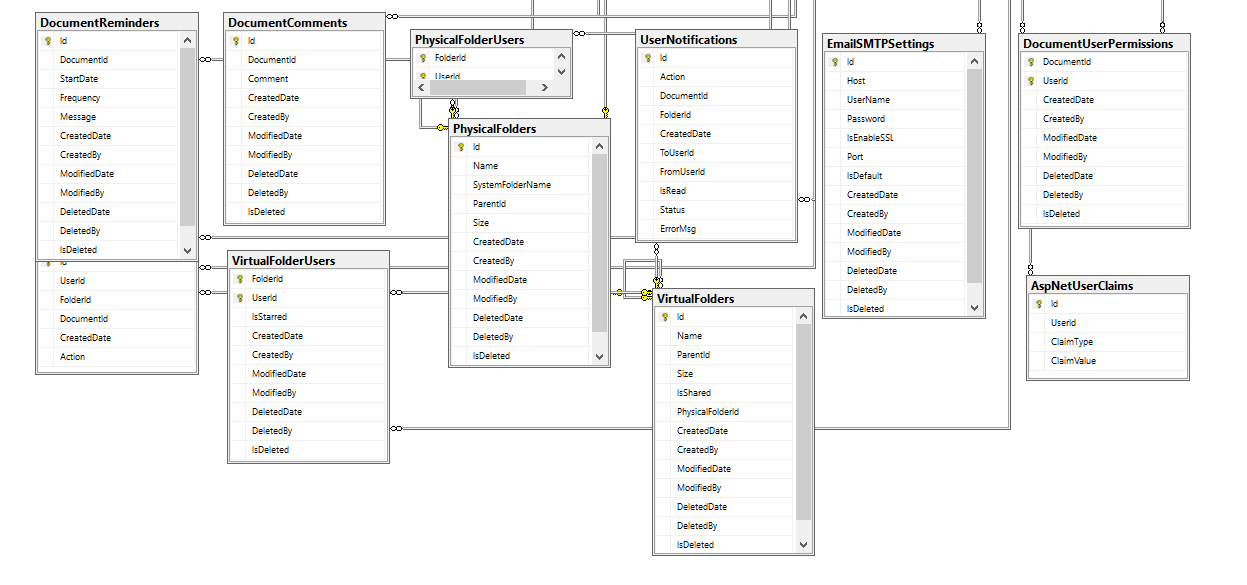 DocumentReminders
Id
DocumentId
StartDate
Frequency
Message
CreatedDate
CreatedBy
ModifiedDate
ModifiedBy
DeletedDate
DeletedBy
IsDeleted
Id
UserId
FolderId
DocumentId
CreatedDate
Action
DocumentComments
Id
DocumentId
Comment
CreatedDate
CreatedBy
ModifiedDate
ModifiedBy
DeletedDate
DeletedBy
IsDeleted
VirtualFolderUsers
FolderId
UserId
IsStarred
CreatedDate
CreatedBy
ModifiedDate
ModifiedBy
DeletedDate
DeletedBy
IsDeleted
PhysicalFolderUsers
FolderId
UserId
PhysicalFolders
Id
Name
SystemFolderName
ParentId
Size
CreatedDate
CreatedBy
ModifiedDate
ModifiedBy
DeletedDate
DeletedBy
IsDeleted
UserNotifications
Id
Action
DocumentId
FolderId
CreatedDate
ToUserId
FromUserId
IsRead
Status
ErrorMsg
VirtualFolders
Id
Name
ParentId
Size
IsShared
PhysicalFolderId
CreatedDate
CreatedBy
ModifiedDate
ModifiedBy
DeletedDate
DeletedBy
IsDeleted
EmailSMTPSettings
Id
Host
UserName
Password
IsEnableSSL
Port
IsDefault
CreatedDate
CreatedBy
ModifiedDate
ModifiedBy
DeletedDate
DeletedBy
IsDeleted
DocumentUserPermissions
DocumentId
UserId
CreatedDate
CreatedBy
ModifiedDate
ModifiedBy
DeletedDate
DeletedBy
IsDeleted
AspNetUserClaims
Id
UserId
ClaimType
ClaimValue